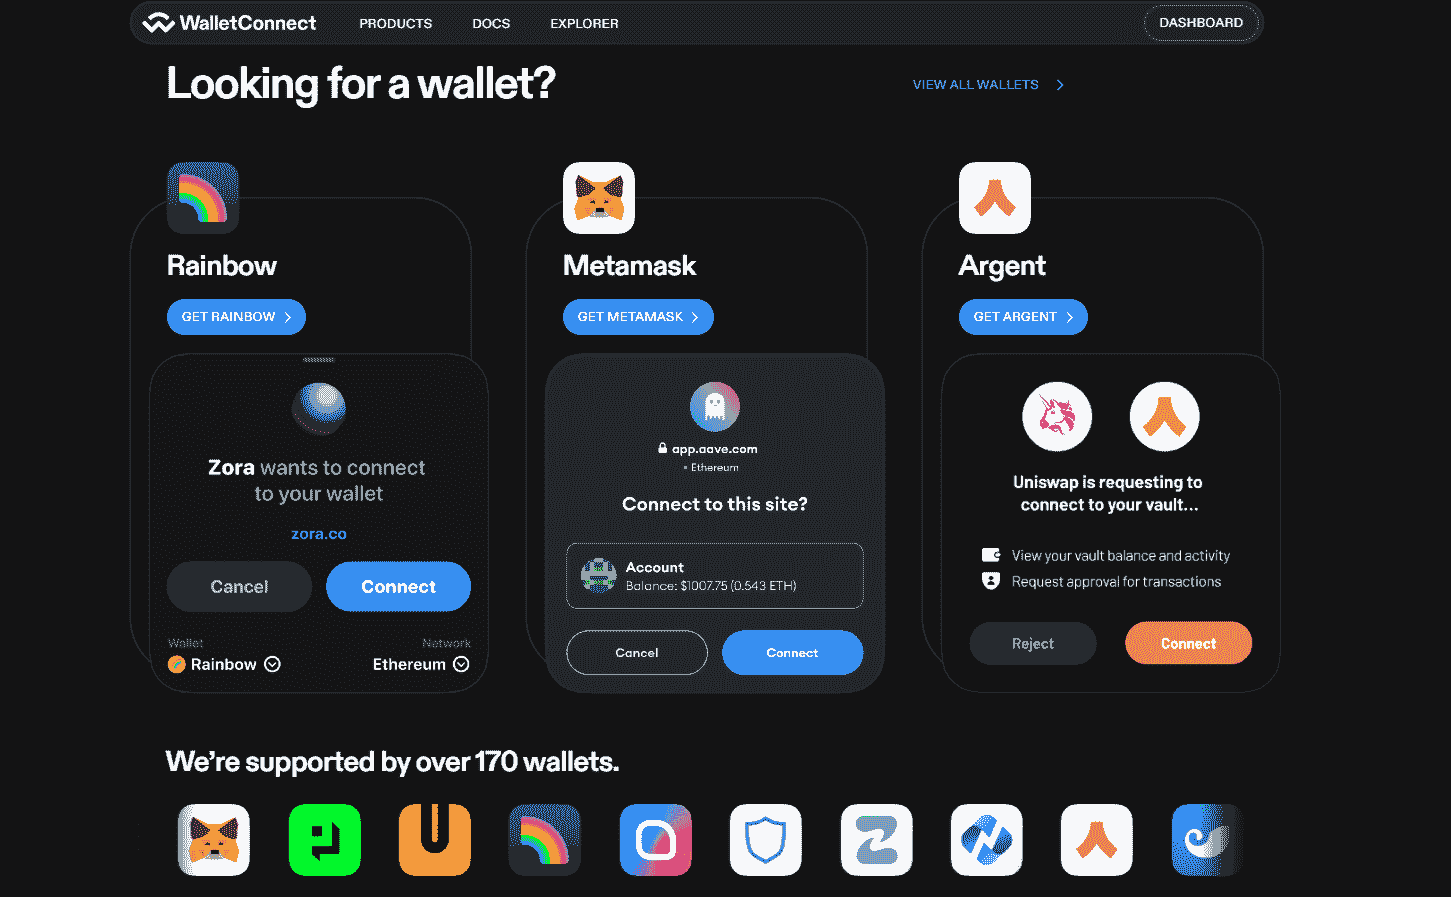 WalletConnect PRODUCTS DOCS EXPLORER DASHBOARD
Looking for a wallet?
VIEW ALL WALLETS
Rainbow
GET RAINBOW
Zora wants to connect
to your wallet
zora.co
Cancel Connect
Wallet Network
Rainbow Ethereum
Metamask
GET METAMASK
app.aave.com
Ethereum
Connect to this site?
Account
Balance: $1007.75 (0.543 ETH)
Cancel Connect
Argent
GET ARGENT
Uniswap is requesting to
connect to your vault...
View your vault balance and activity
Request approval for transactions
Reject Connect
We're supported by over 170 wallets.